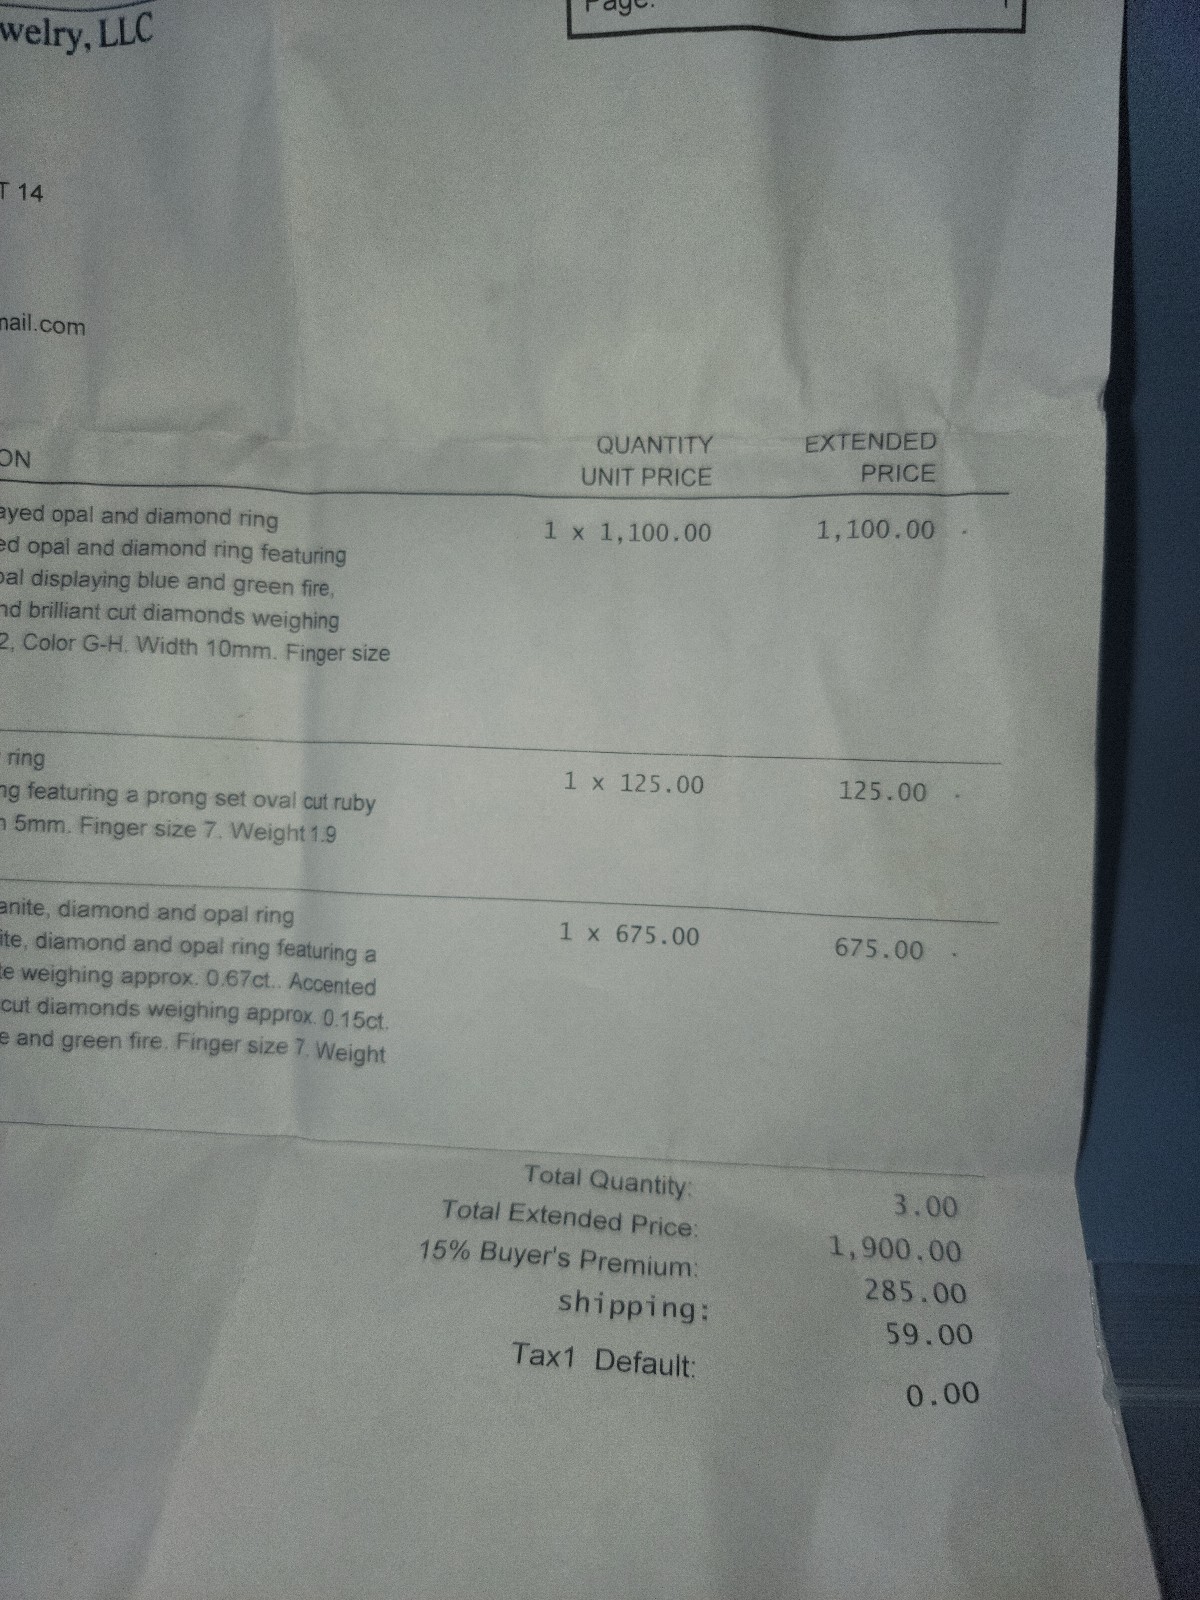 welry, LLC
Page:
T 14
mail.com
ON
QUANTITY EXTENDED
UNIT PRICE PRICE
ayed opal and diamond ring 1 x 1,100.00 1,100.00
ed opal and diamond ring featuring
pal displaying blue and green fire,
nd brilliant cut diamonds weighing
2, Color G-H. Width 10mm. Finger size
ring 1 x 125.00 125.00
ng featuring a prong set oval cut ruby
n 5mm. Finger size 7. Weight 1.9
anite, diamond and opal ring 1 x 675.00 675.00
ite, diamond and opal ring featuring a
te weighing approx. 0.67ct.. Accented
cut diamonds weighing approx. 0.15ct.
e and green fire. Finger size 7. Weight
Total Quantity: 3.00
Total Extended Price: 1,900.00
15% Buyer's Premium: 285.00
shipping: 59.00
Tax1 Default: 0.00